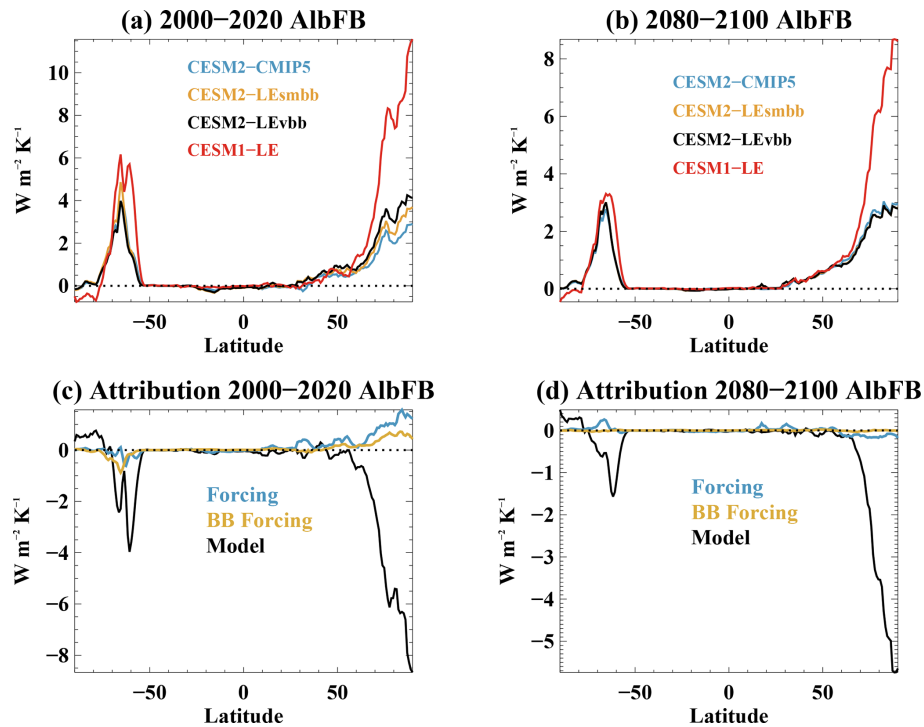 (a) 2000−2020 AlbFB
W m⁻² K⁻¹
10
8
6
4
2
0
CESM2−CMIP5
CESM2−LEsmbb
CESM2−LEvbb
CESM1−LE
−50 0 50
Latitude
(b) 2080−2100 AlbFB
W m⁻² K⁻¹
8
6
4
2
0
CESM2−CMIP5
CESM2−LEsmbb
CESM2−LEvbb
CESM1−LE
−50 0 50
Latitude
(c) Attribution 2000−2020 AlbFB
W m⁻² K⁻¹
0
−2
−4
−6
−8
Forcing
BB Forcing
Model
−50 0 50
Latitude
(d) Attribution 2080−2100 AlbFB
W m⁻² K⁻¹
0
−1
−2
−3
−4
−5
Forcing
BB Forcing
Model
−50 0 50
Latitude